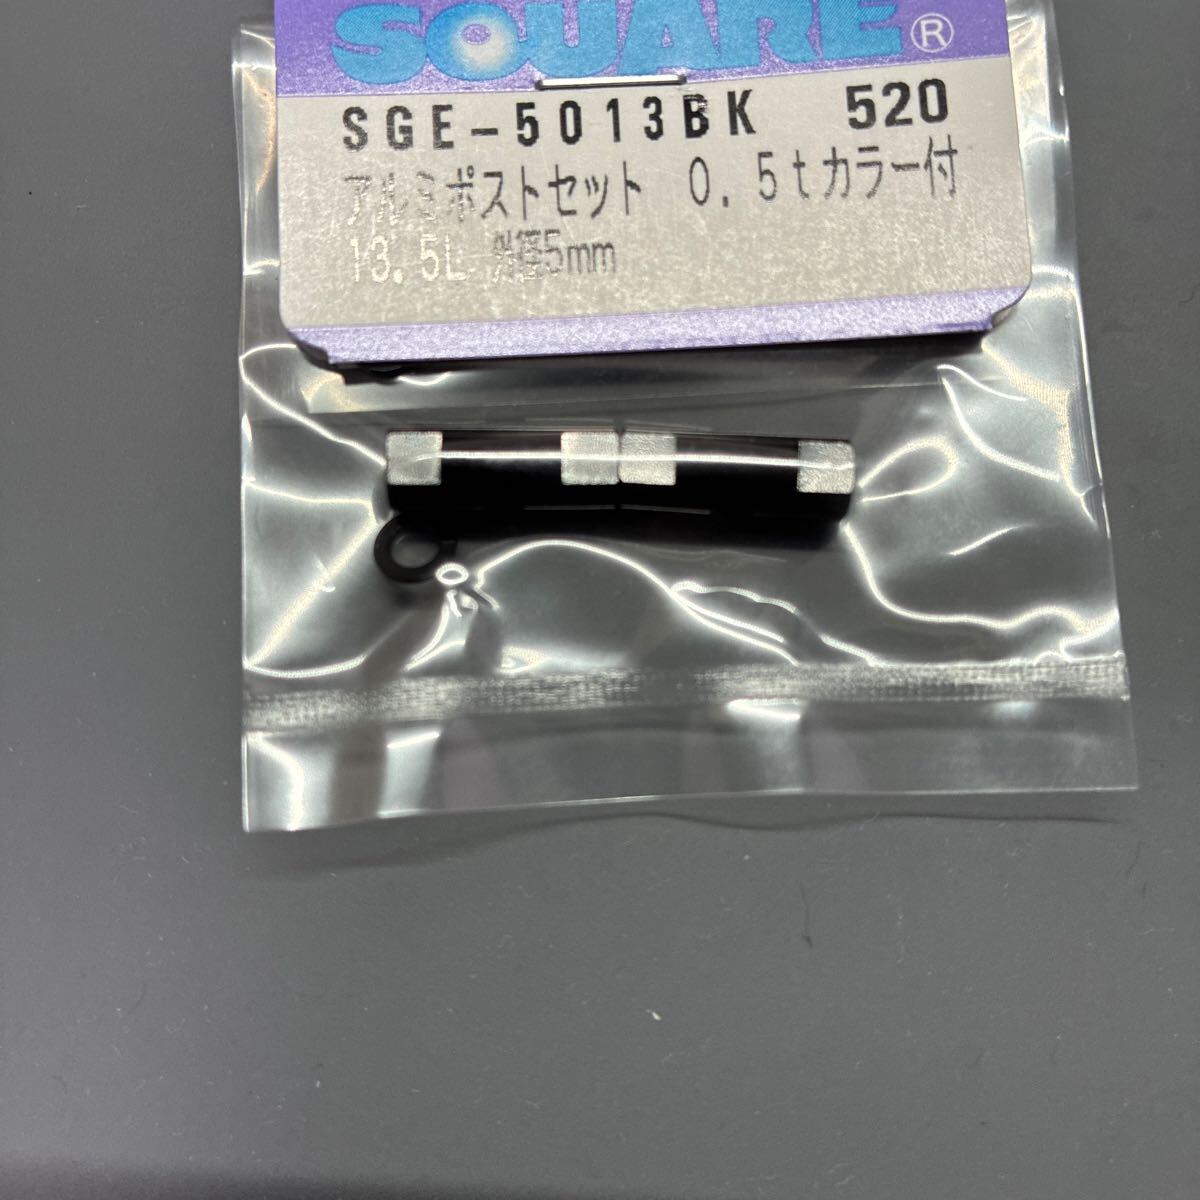 SQUARE®
SGE-5013BK 520
アルミポストセット 0.5tカラー付
13.5L 外径5mm